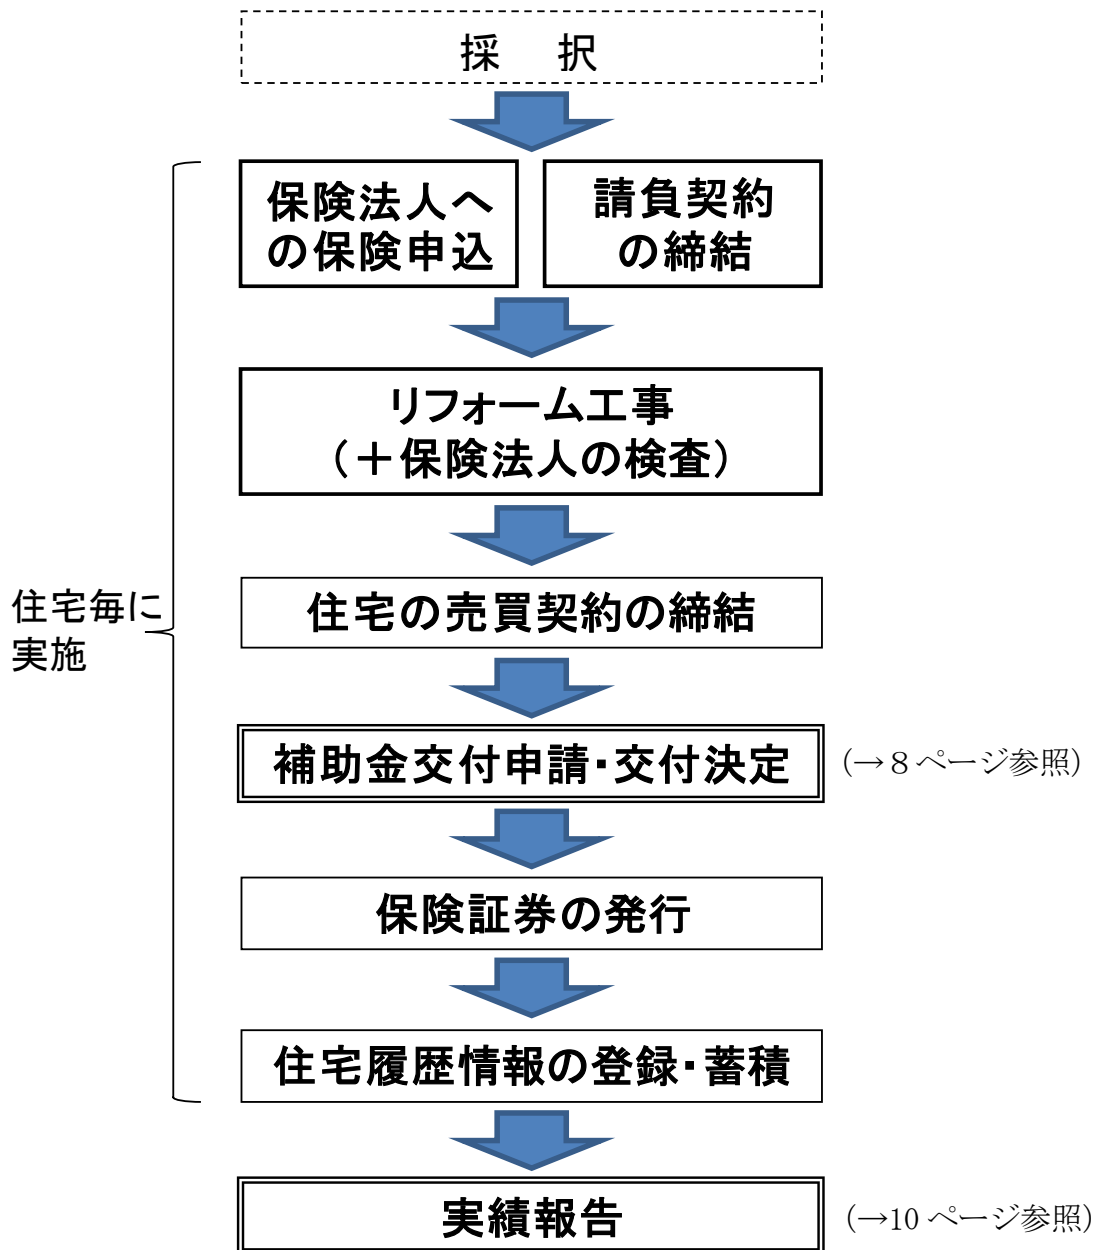 採　択
保険法人へ
の保険申込
請負契約
の締結
リフォーム工事
（＋保険法人の検査）
住宅の売買契約の締結
住宅毎に
実施
補助金交付申請・交付決定
（→８ページ参照）
保険証券の発行
住宅履歴情報の登録・蓄積
実績報告
（→10 ページ参照）